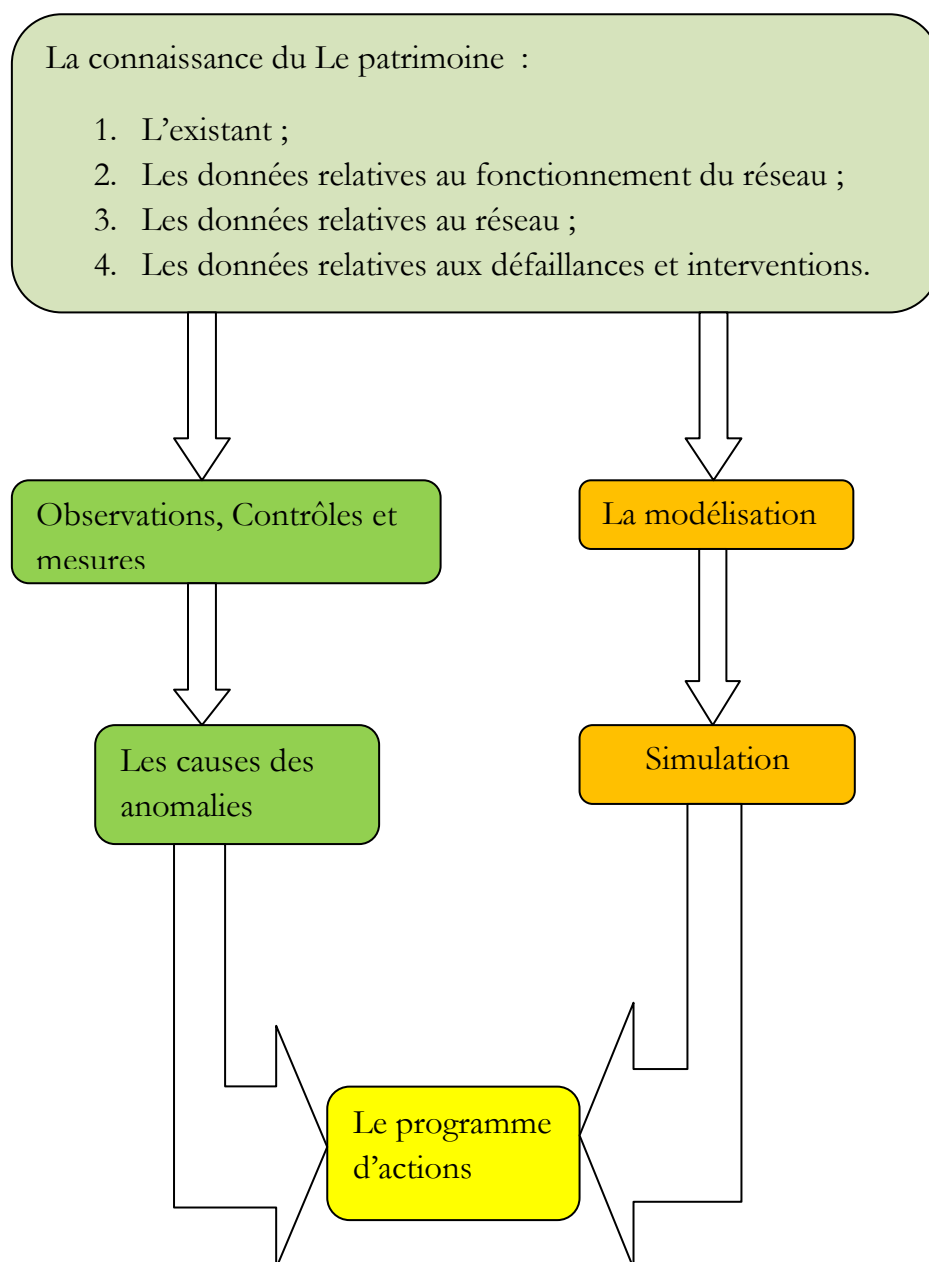 La connaissance du Le patrimoine :
1. L’existant ;
2. Les données relatives au fonctionnement du réseau ;
3. Les données relatives au réseau ;
4. Les données relatives aux défaillances et interventions.
Observations, Contrôles et
mesures
La modélisation
Les causes des
anomalies
Simulation
Le programme
d’actions